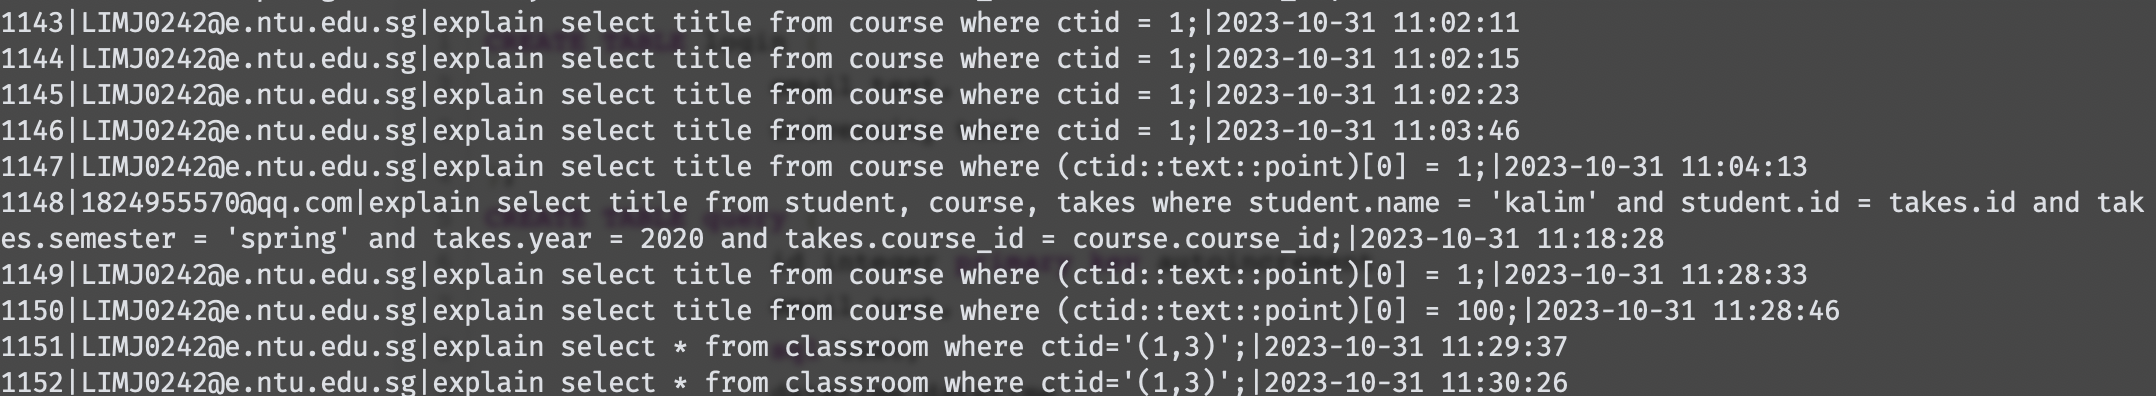 1143|LIMJ0242@e.ntu.edu.sg|explain select title from course where ctid = 1;|2023-10-31 11:02:11
1144|LIMJ0242@e.ntu.edu.sg|explain select title from course where ctid = 1;|2023-10-31 11:02:15
1145|LIMJ0242@e.ntu.edu.sg|explain select title from course where ctid = 1;|2023-10-31 11:02:23
1146|LIMJ0242@e.ntu.edu.sg|explain select title from course where ctid = 1;|2023-10-31 11:03:46
1147|LIMJ0242@e.ntu.edu.sg|explain select title from course where (ctid::text::point)[0] = 1;|2023-10-31 11:04:13
1148|1824955570@qq.com|explain select title from student, course, takes where student.name = 'kalim' and student.id = takes.id and tak
es.semester = 'spring' and takes.year = 2020 and takes.course_id = course.course_id;|2023-10-31 11:18:28
1149|LIMJ0242@e.ntu.edu.sg|explain select title from course where (ctid::text::point)[0] = 1;|2023-10-31 11:28:33
1150|LIMJ0242@e.ntu.edu.sg|explain select title from course where (ctid::text::point)[0] = 100;|2023-10-31 11:28:46
1151|LIMJ0242@e.ntu.edu.sg|explain select * from classroom where ctid='(1,3)';|2023-10-31 11:29:37
1152|LIMJ0242@e.ntu.edu.sg|explain select * from classroom where ctid='(1,3)';|2023-10-31 11:30:26